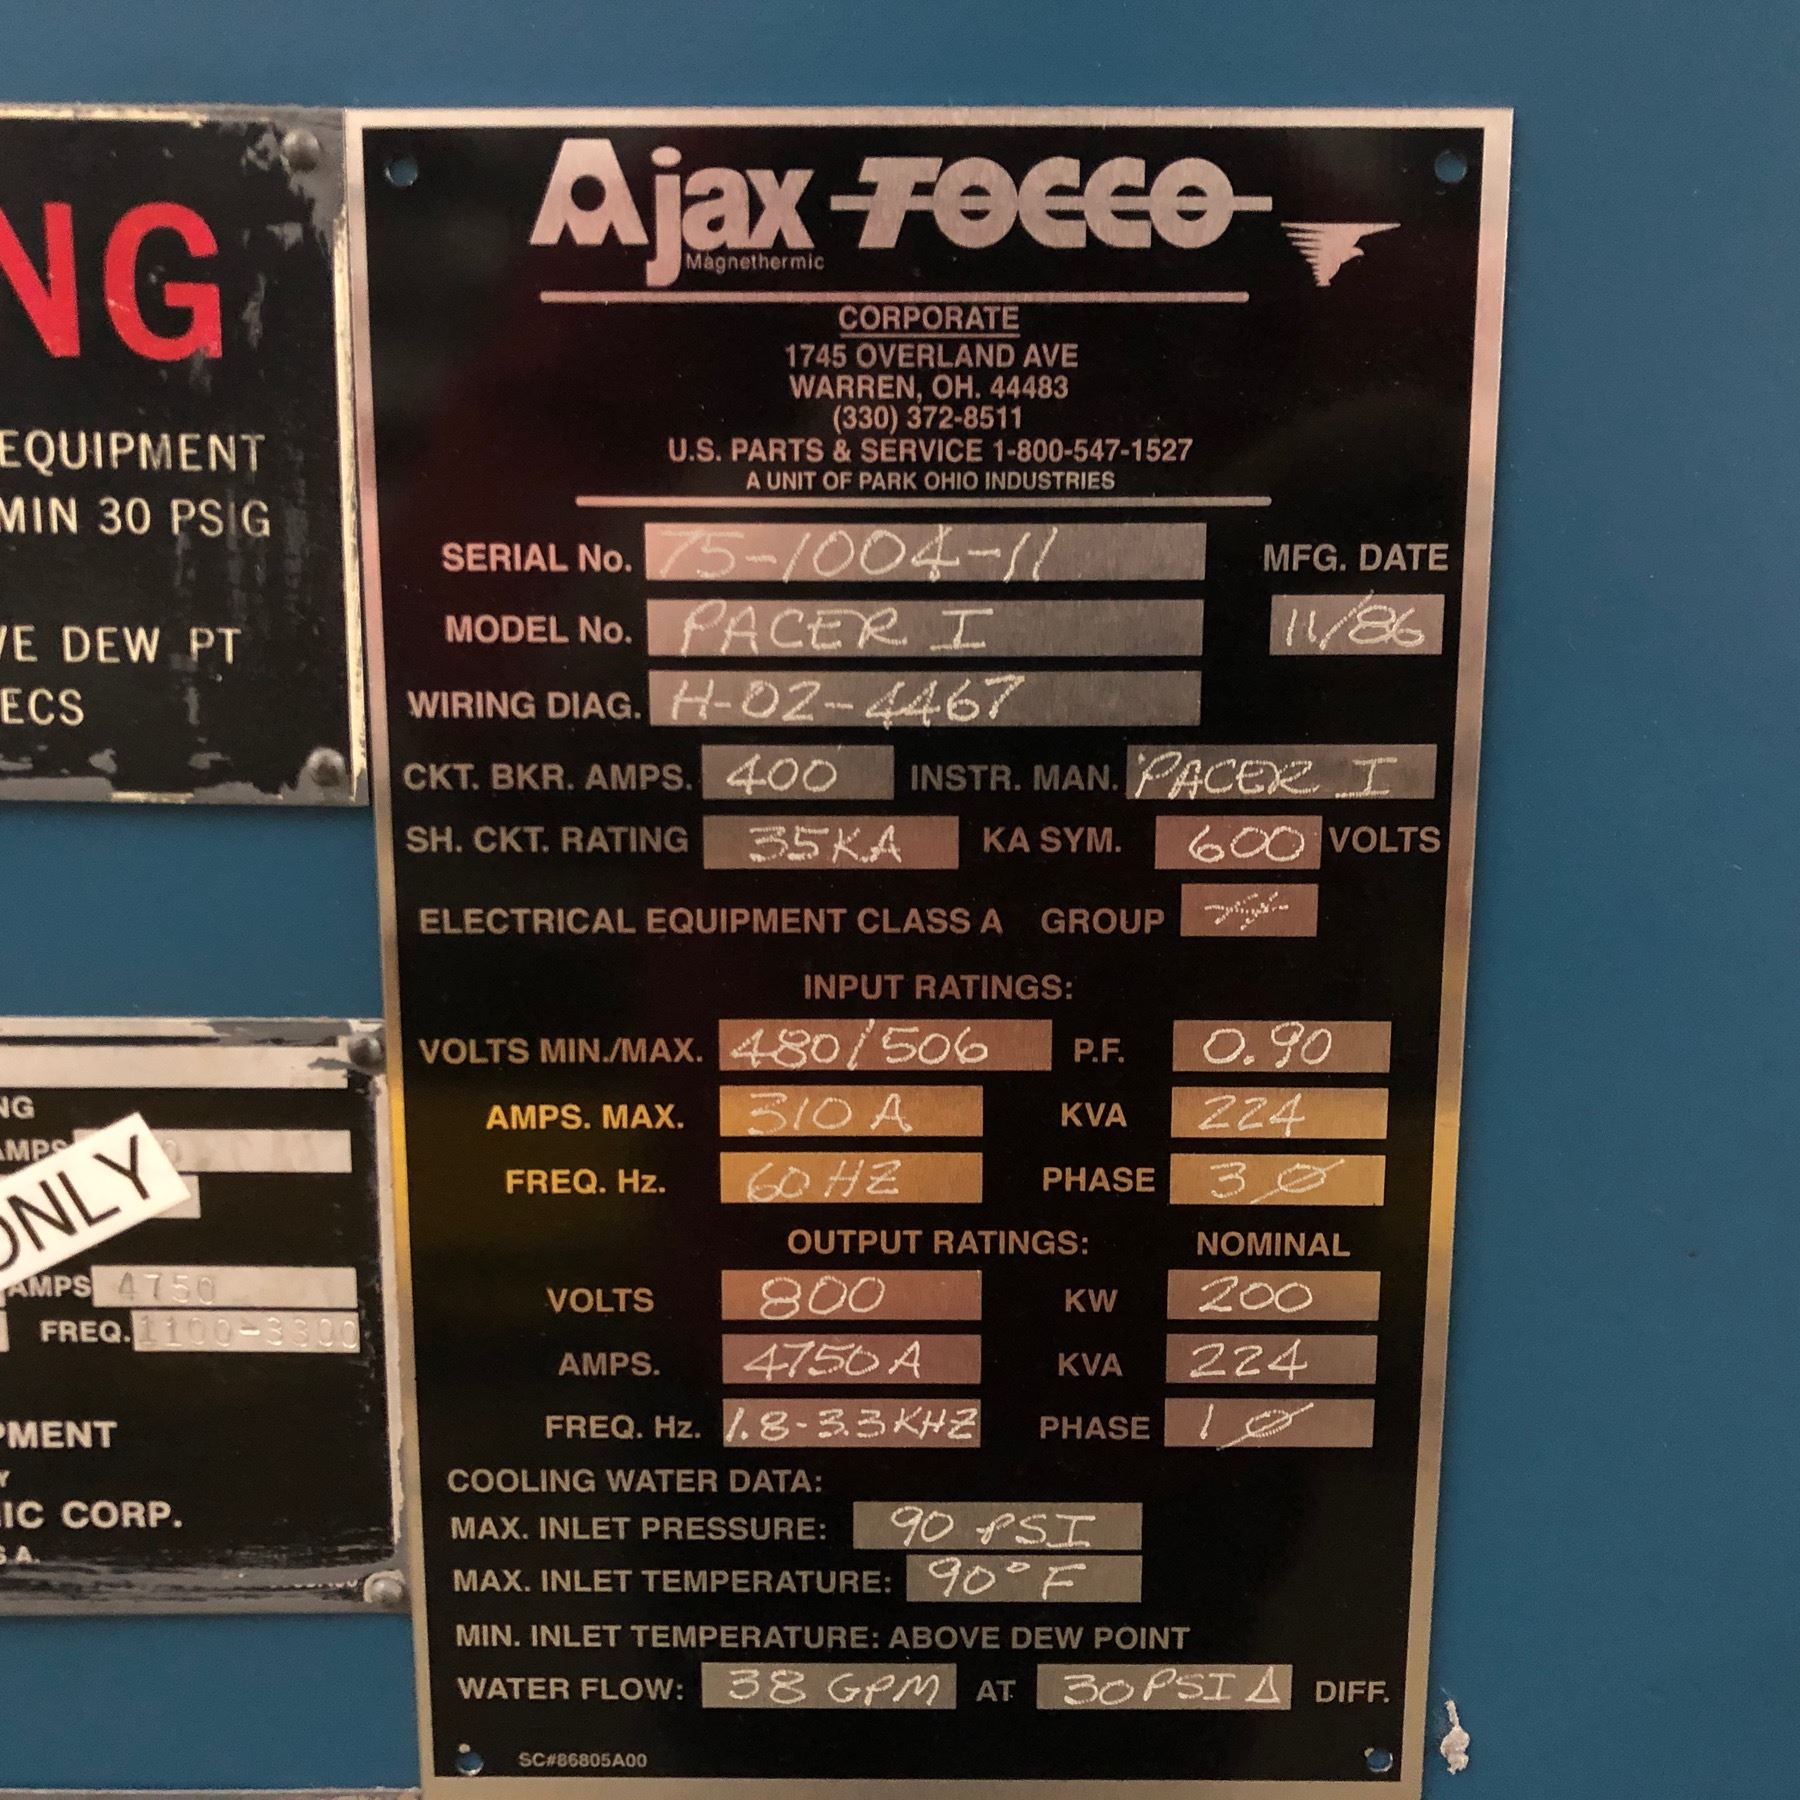 NG
EQUIPMENT
MIN 30 PSIG
VE DEW PT
ECS
Ajax TOCCO
Magnethermic
CORPORATE
1745 OVERLAND AVE
WARREN, OH. 44483
(330) 372-8511
U.S. PARTS & SERVICE 1-800-547-1527
A UNIT OF PARK OHIO INDUSTRIES
SERIAL No. 75-1004-11 MFG. DATE
MODEL No. PACER I 11/86
WIRING DIAG. H-02-4467
CKT. BKR. AMPS. 400 INSTR. MAN. PACER I
SH. CKT. RATING 35KA KA SYM. 600 VOLTS
ELECTRICAL EQUIPMENT CLASS A GROUP
INPUT RATINGS:
VOLTS MIN./MAX. 480/506 P.F. 0.90
AMPS. MAX. 310 A KVA 224
FREQ. Hz. 60 HZ PHASE 3 Ø
OUTPUT RATINGS: NOMINAL
VOLTS 800 KW 200
AMPS. 4750 A KVA 224
FREQ. Hz. 1.8-3.3KHZ PHASE 1 Ø
COOLING WATER DATA:
MAX. INLET PRESSURE: 90 PSI
MAX. INLET TEMPERATURE: 90° F
MIN. INLET TEMPERATURE: ABOVE DEW POINT
WATER FLOW: 38 GPM AT 30 PSI Δ DIFF.
SC#86805A00
NG
AMPS
ONLY
AMPS 4750
FREQ. 1100-3300
PMENT
Y
IC CORP.
S A.